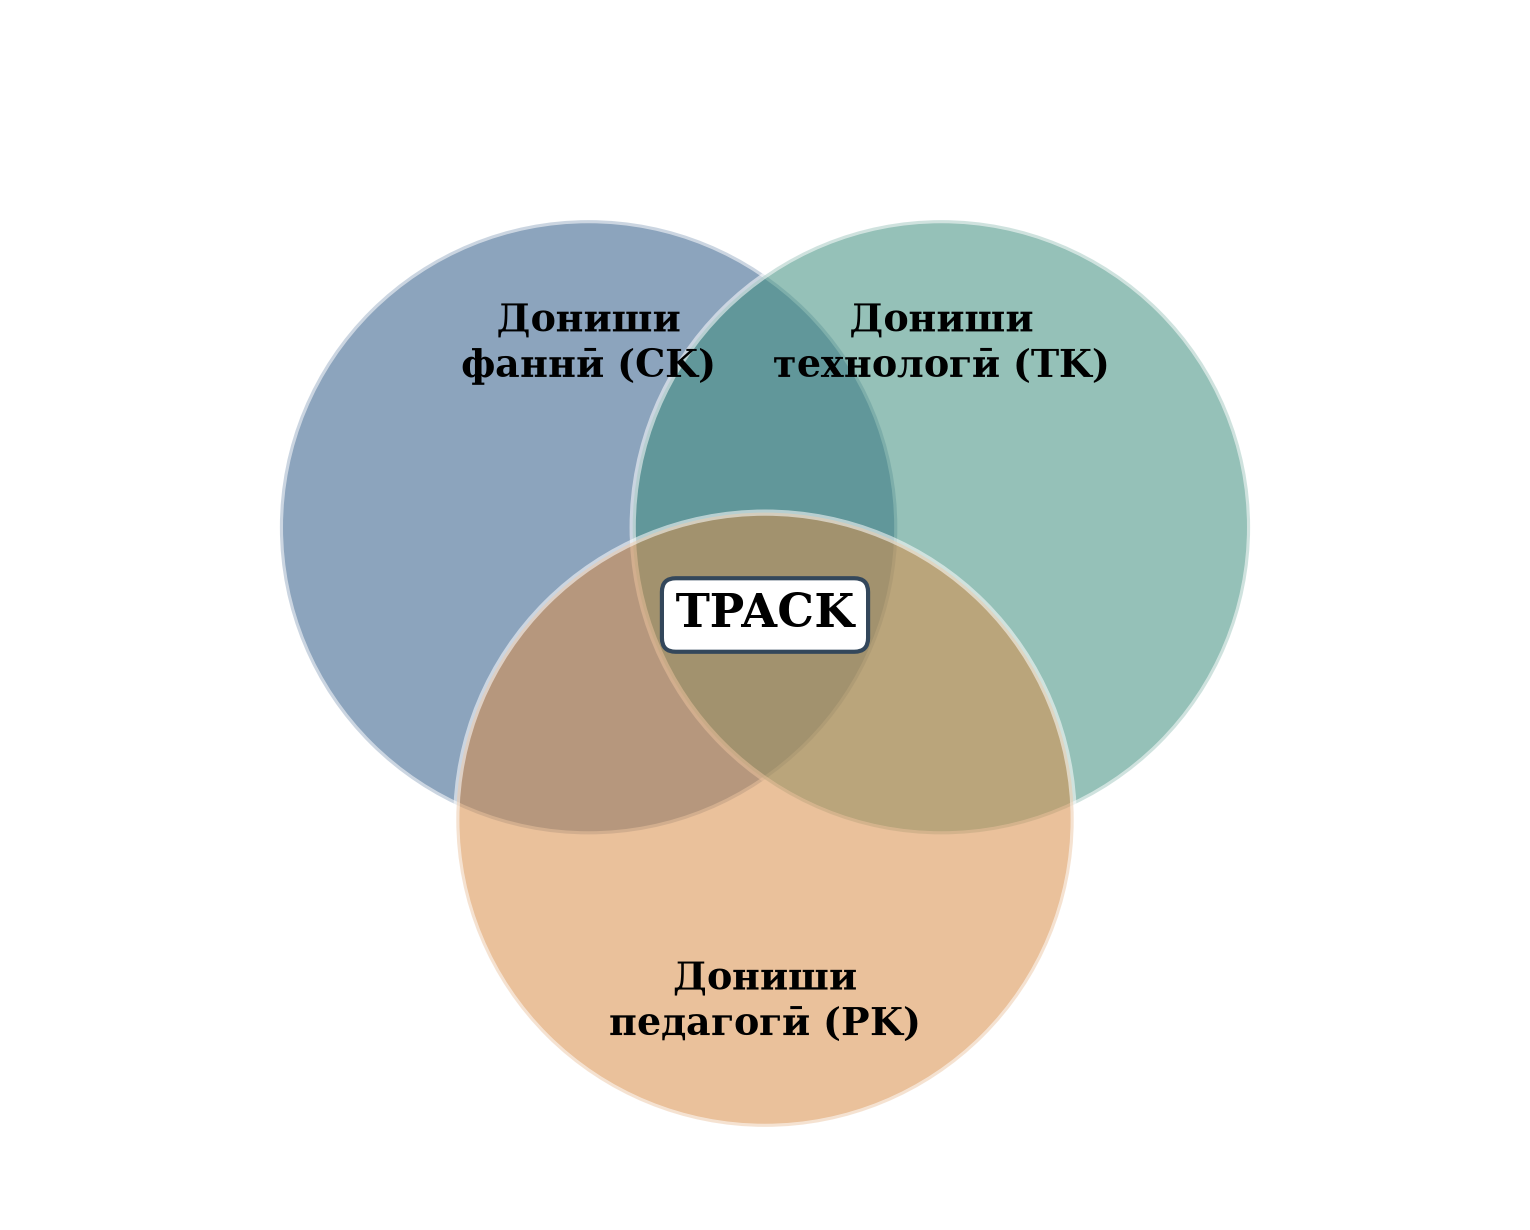 Дониши
фаннӣ (CK)
Дониши
технологӣ (TK)
TPACK
Дониши
педагогӣ (PK)